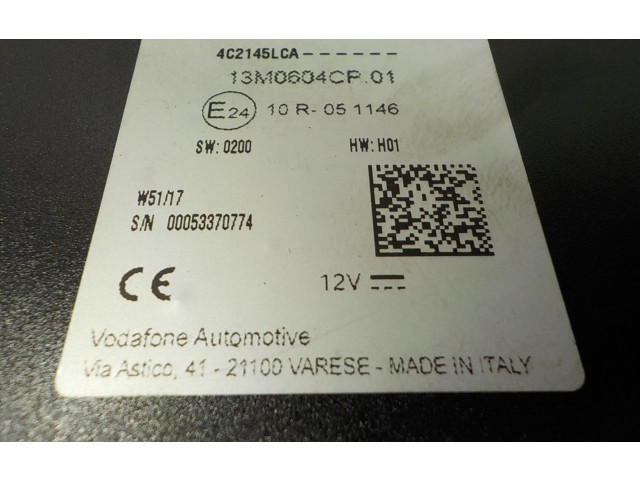 4C2145LCA------
13M0604CP.01
E24 10 R- 05 1146
SW: 0200 HW: H01
W51/17
S/N 00053370774
CE 12V
Vodafone Automotive
Via Astico, 41 - 21100 VARESE - MADE IN ITALY